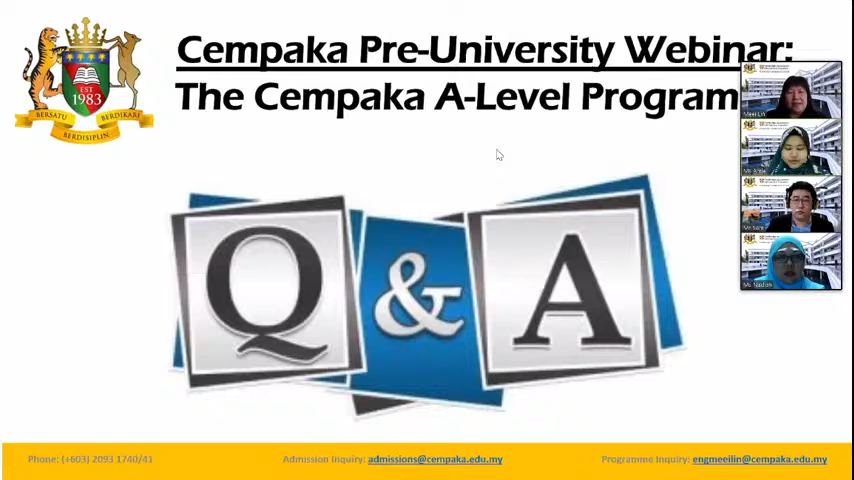 Cempaka Pre-University Webinar:
The Cempaka A-Level Program
EST
1983
BERSATU
BERDIKARI
BERDISIPLIN
Q & A
Phone: (+603) 2093 1740/41
Admission Inquiry: admissions@cempaka.edu.my
Programme Inquiry: engmeeilin@cempaka.edu.my